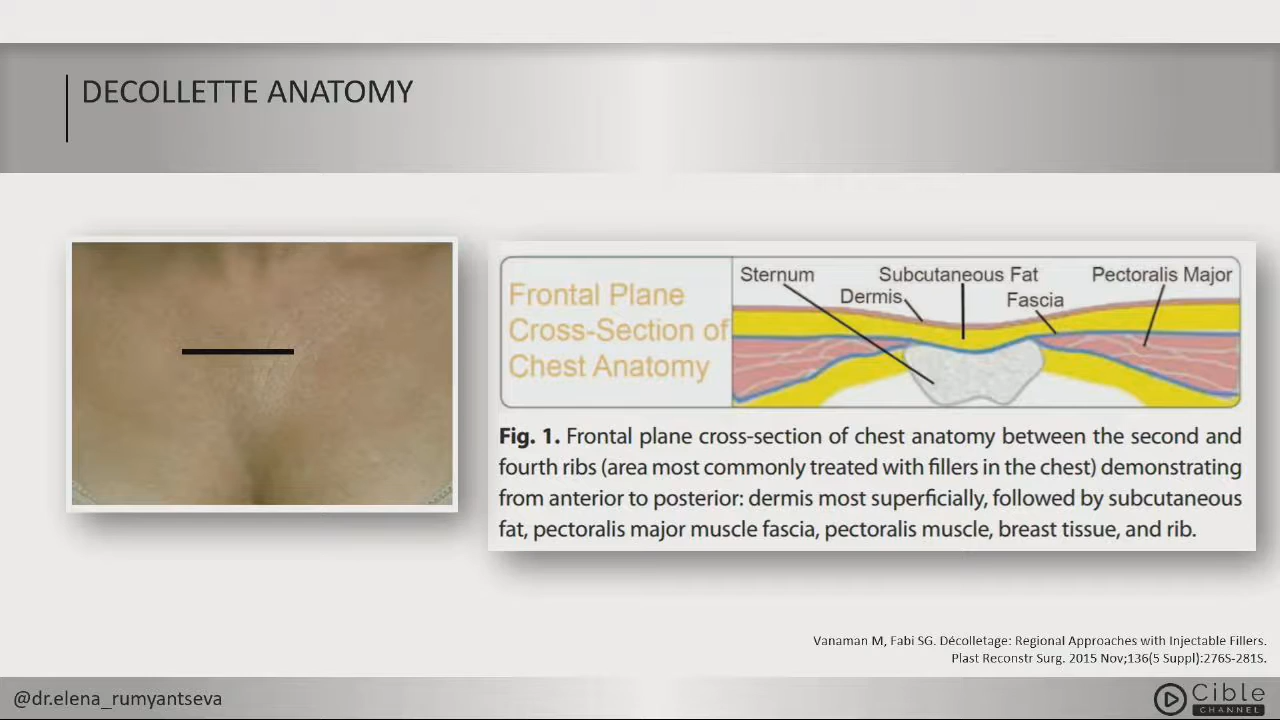 DECOLLETTE ANATOMY
Frontal Plane
Cross-Section of
Chest Anatomy
Sternum
Subcutaneous Fat
Pectoralis Major
Dermis
Fascia
Fig. 1. Frontal plane cross-section of chest anatomy between the second and
fourth ribs (area most commonly treated with fillers in the chest) demonstrating
from anterior to posterior: dermis most superficially, followed by subcutaneous
fat, pectoralis major muscle fascia, pectoralis muscle, breast tissue, and rib.
Vanaman M, Fabi SG. Décolletage: Regional Approaches with Injectable Fillers.
Plast Reconstr Surg. 2015 Nov;136(5 Suppl):276S-281S.
@dr.elena_rumyantseva
Cible
CHANNEL